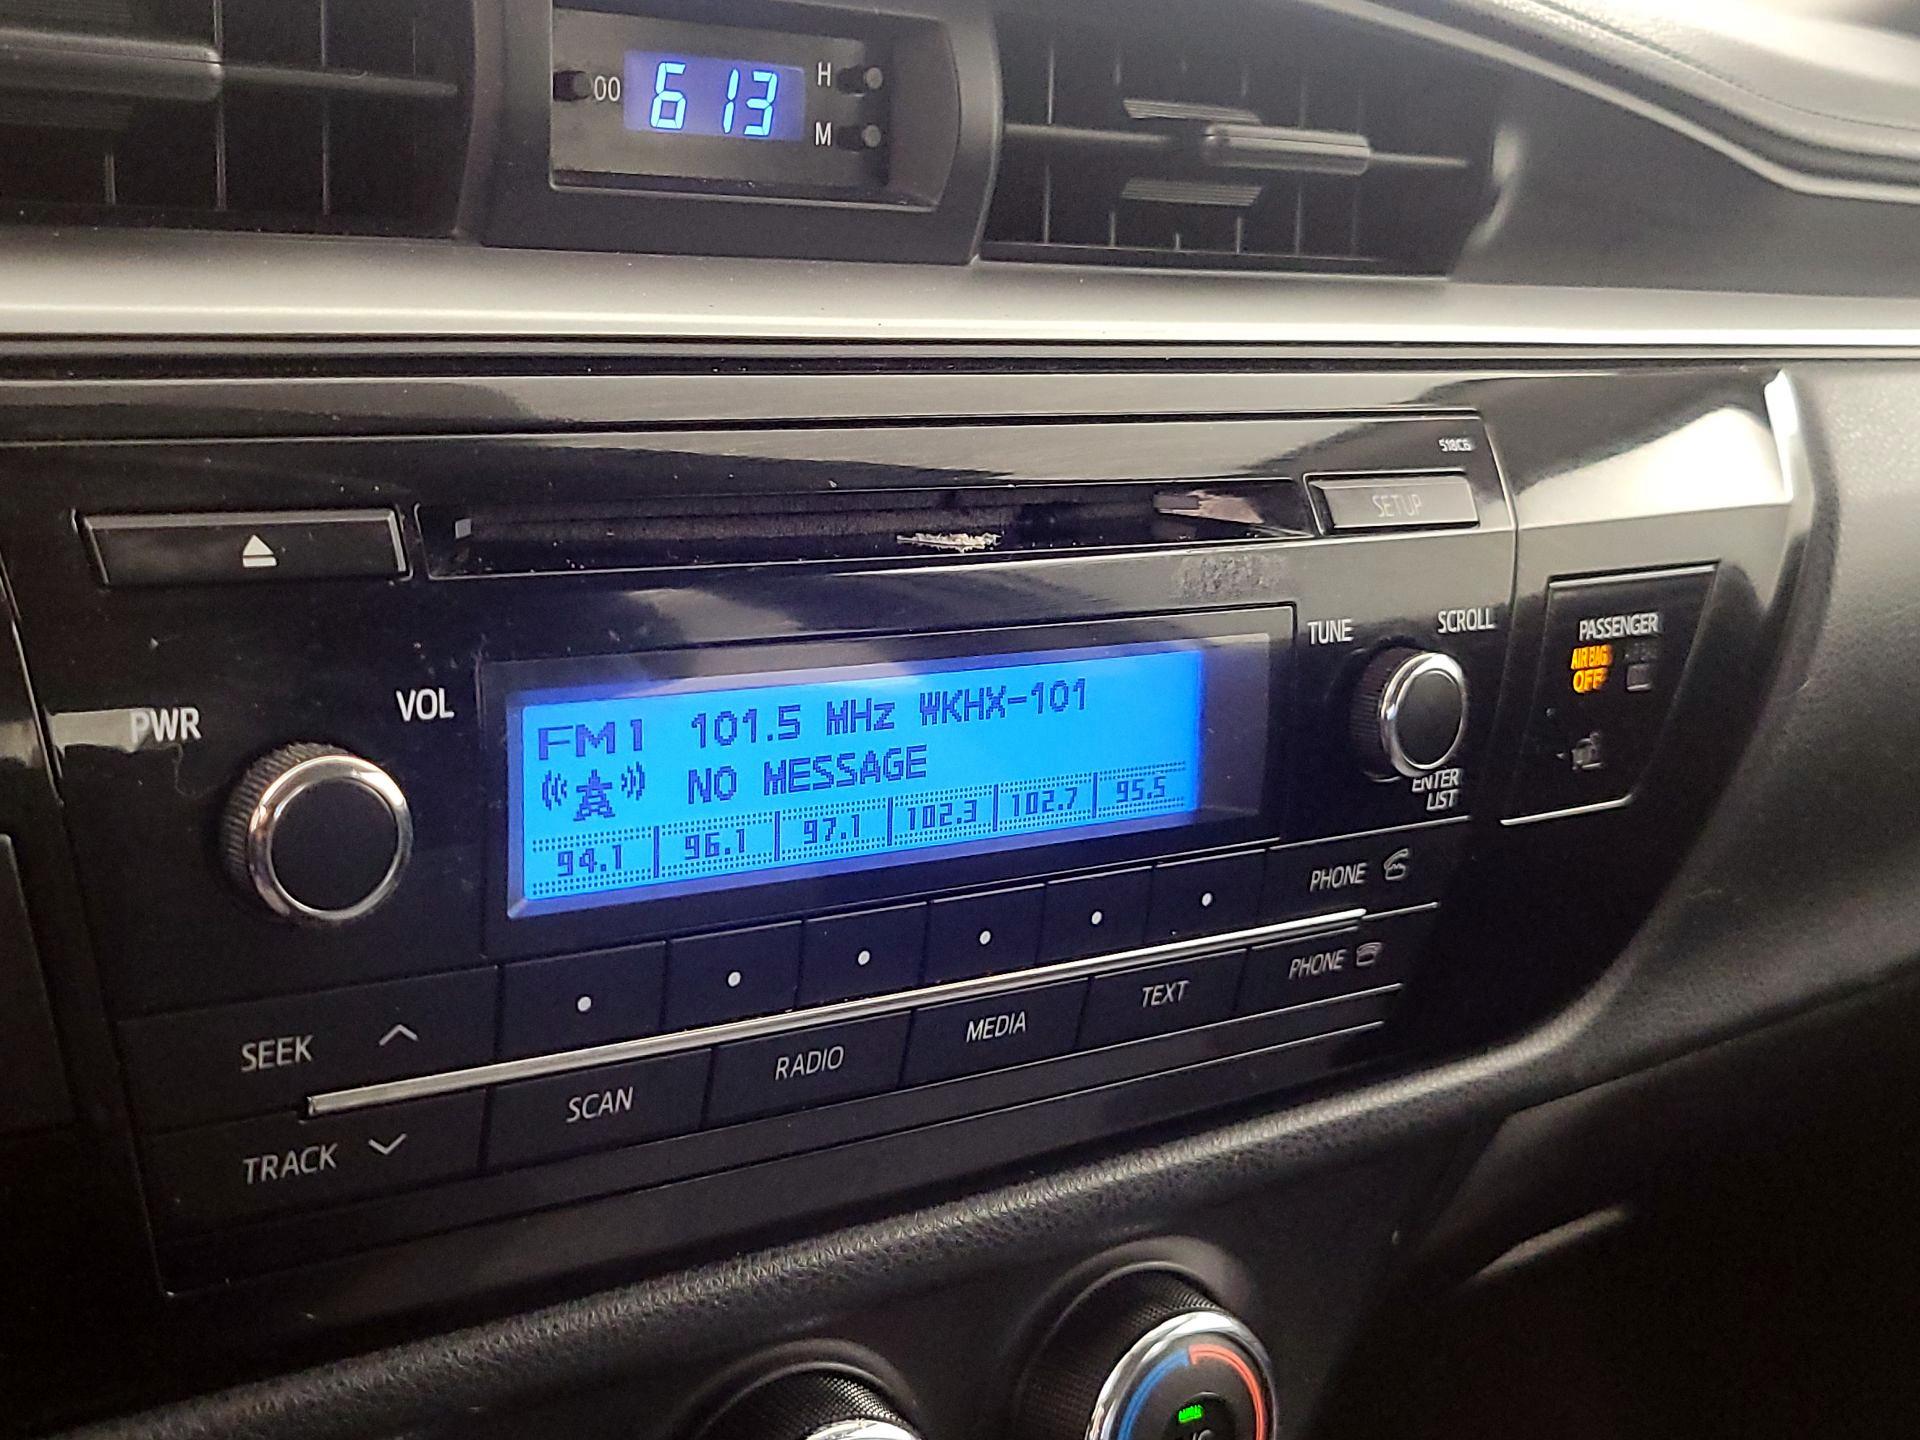 :00
6 13
H
M
518C6
SETUP
TUNE
SCROLL
PASSENGER
AIR BAG
OFF
PWR
VOL
FM1 101.5 MHz WKHX-101
NO MESSAGE
94.1 96.1 97.1 102.3 102.7 95.5
ENTER
LIST
PHONE
PHONE
SEEK
SCAN
RADIO
MEDIA
TEXT
TRACK